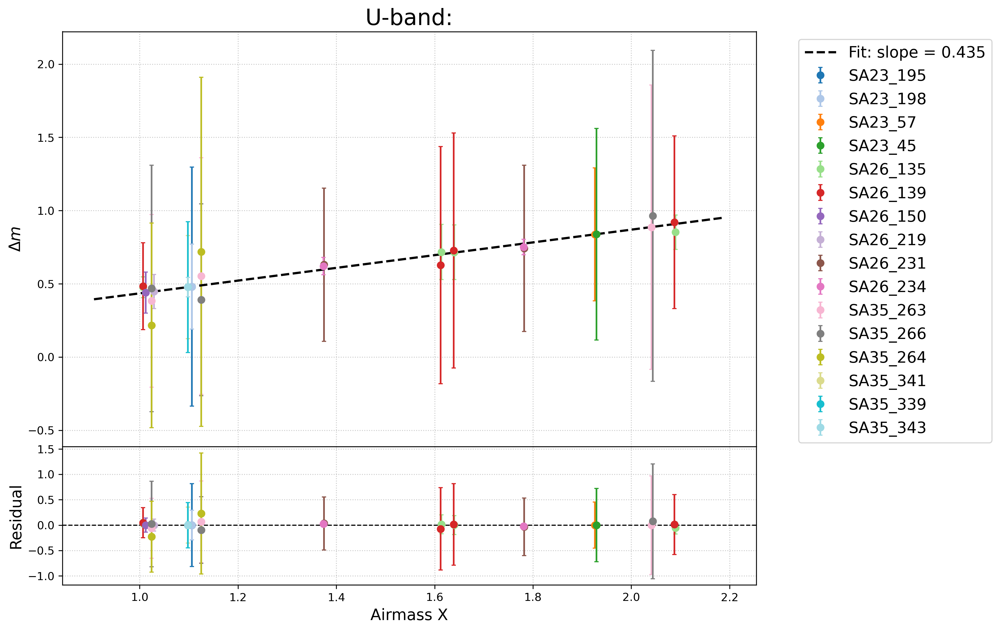 U-band:
2.0
1.5
1.0
0.5
0.0
−0.5
Δm
1.5
1.0
0.5
0.0
−0.5
−1.0
Residual
1.0 1.2 1.4 1.6 1.8 2.0 2.2
Airmass X
Fit: slope = 0.435
SA23_195
SA23_198
SA23_57
SA23_45
SA26_135
SA26_139
SA26_150
SA26_219
SA26_231
SA26_234
SA35_263
SA35_266
SA35_264
SA35_341
SA35_339
SA35_343